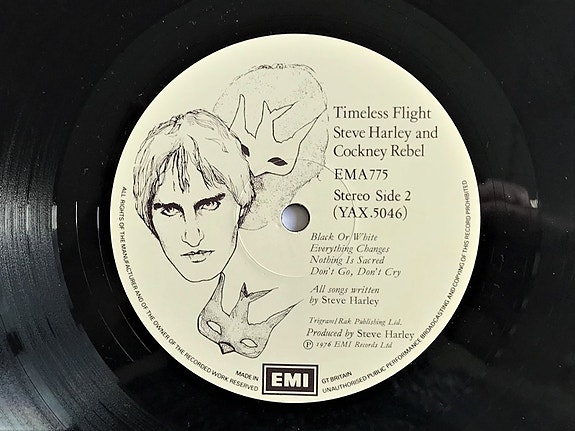 Timeless Flight
Steve Harley and
Cockney Rebel
EMA775
Stereo Side 2
(YAX.5046)
Black Or White
Everything Changes
Nothing Is Sacred
Don't Go, Don't Cry
All songs written
by Steve Harley
Trigram/Rak Publishing Ltd.
Produced by Steve Harley
Ⓟ 1976 EMI Records Ltd
ALL RIGHTS OF THE MANUFACTURER AND OF THE OWNER OF THE RECORDED WORK RESERVED
MADE IN
EMI
GT BRITAIN
UNAUTHORISED PUBLIC PERFORMANCE BROADCASTING AND COPYING OF THIS RECORD PROHIBITED